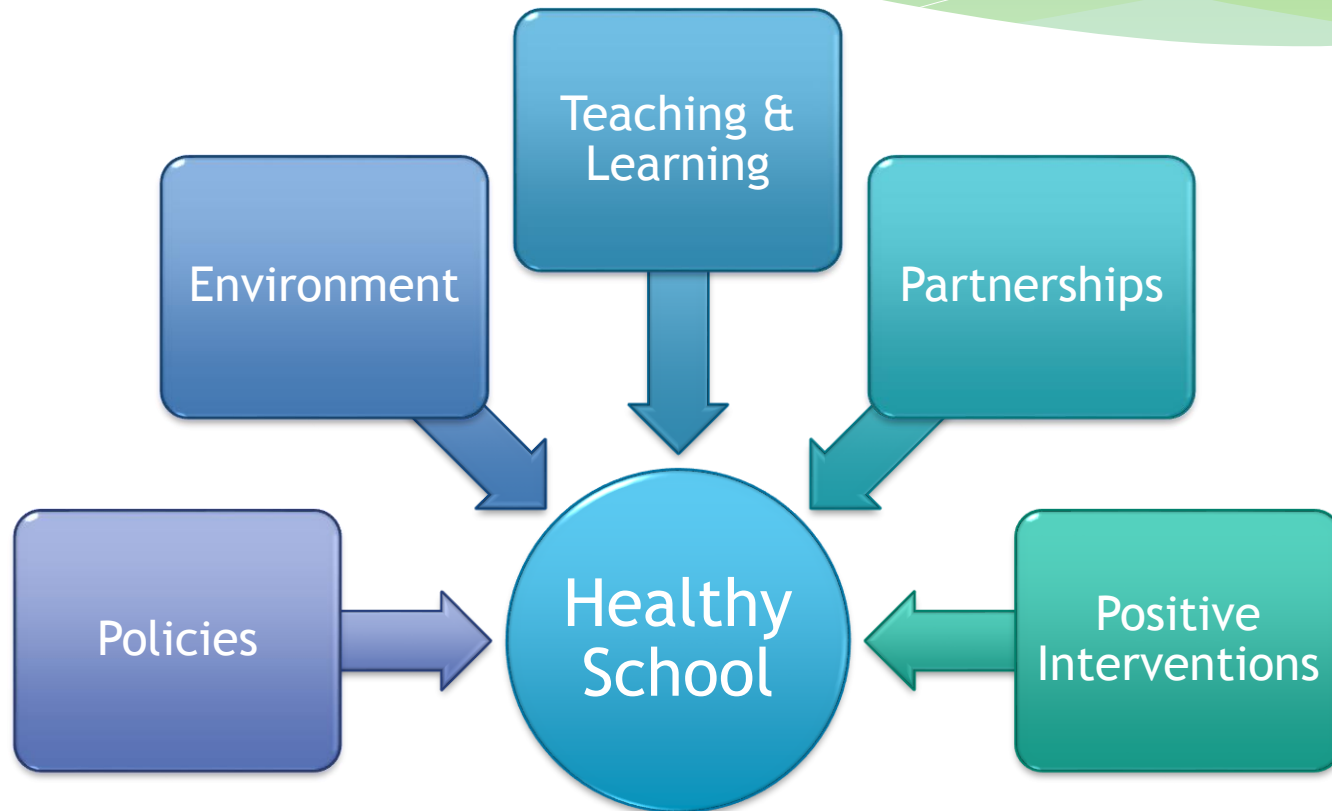 Teaching &
Learning
Environment
Partnerships
Policies
Healthy
School
Positive
Interventions